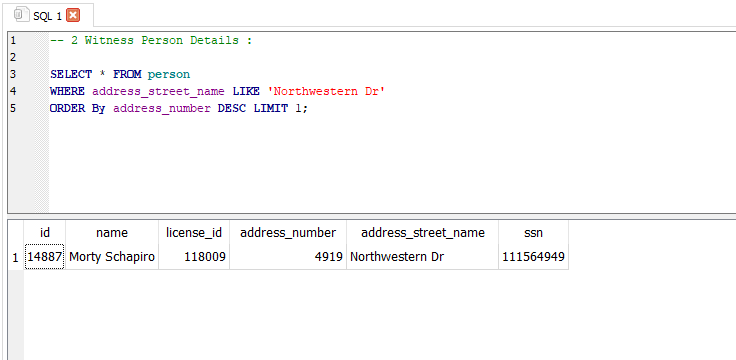 SQL 1
1 -- 2 Witness Person Details :
2
3 SELECT * FROM person
4 WHERE address_street_name LIKE 'Northwestern Dr'
5 ORDER By address_number DESC LIMIT 1;
id name license_id address_number address_street_name ssn
1 14887 Morty Schapiro 118009 4919 Northwestern Dr 111564949